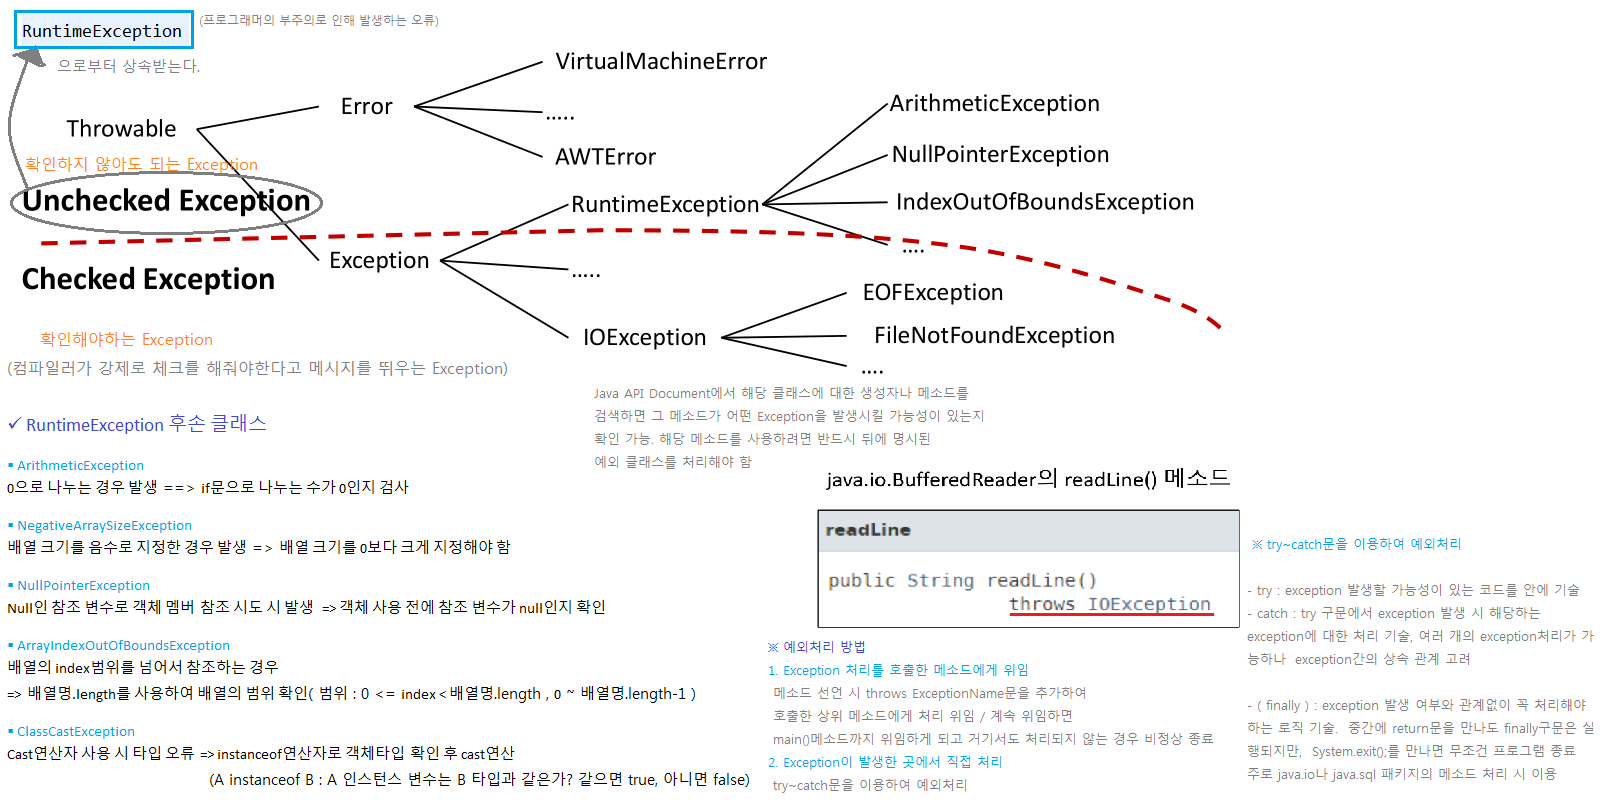 RuntimeException
(프로그래머의 부주의로 인해 발생하는 오류)
으로부터 상속받는다.
Throwable
Error
VirtualMachineError
.....
AWTError
확인하지 않아도 되는 Exception
Unchecked Exception
Checked Exception
확인해야하는 Exception
(컴파일러가 강제로 체크를 해줘야한다고 메시지를 뛰우는 Exception)
Exception
RuntimeException
.....
IOException
ArithmeticException
NullPointerException
IndexOutOfBoundsException
....
EOFException
FileNotFoundException
....
Java API Document에서 해당 클래스에 대한 생성자나 메소드를
검색하면 그 메소드가 어떤 Exception을 발생시킬 가능성이 있는지
확인 가능. 해당 메소드를 사용하려면 반드시 뒤에 명시된
예외 클래스를 처리해야 함
✓ RuntimeException 후손 클래스
▪ ArithmeticException
0으로 나누는 경우 발생 ==> if문으로 나누는 수가 0인지 검사
▪ NegativeArraySizeException
배열 크기를 음수로 지정한 경우 발생 => 배열 크기를 0보다 크게 지정해야 함
▪ NullPointerException
Null인 참조 변수로 객체 멤버 참조 시도 시 발생 => 객체 사용 전에 참조 변수가 null인지 확인
▪ ArrayIndexOutOfBoundsException
배열의 index범위를 넘어서 참조하는 경우
=> 배열명.length를 사용하여 배열의 범위 확인( 범위 : 0 <= index < 배열명.length , 0 ~ 배열명.length-1 )
▪ ClassCastException
Cast연산자 사용 시 타입 오류 => instanceof연산자로 객체타입 확인 후 cast연산
(A instanceof B : A 인스턴스 변수는 B 타입과 같은가? 같으면 true, 아니면 false)
java.io.BufferedReader의 readLine() 메소드
readLine
public String readLine()
throws IOException
※ 예외처리 방법
1. Exception 처리를 호출한 메소드에게 위임
메소드 선언 시 throws ExceptionName문을 추가하여
호출한 상위 메소드에게 처리 위임 / 계속 위임하면
main()메소드까지 위임하게 되고 거기서도 처리되지 않는 경우 비정상 종료
2. Exception이 발생한 곳에서 직접 처리
try~catch문을 이용하여 예외처리
※ try~catch문을 이용하여 예외처리
- try : exception 발생할 가능성이 있는 코드를 안에 기술
- catch : try 구문에서 exception 발생 시 해당하는
exception에 대한 처리 기술, 여러 개의 exception처리가 가
능하나 exception간의 상속 관계 고려
- ( finally ) : exception 발생 여부와 관계없이 꼭 처리해야
하는 로직 기술. 중간에 return문을 만나도 finally구문은 실
행되지만, System.exit();를 만나면 무조건 프로그램 종료
주로 java.io나 java.sql 패키지의 메소드 처리 시 이용